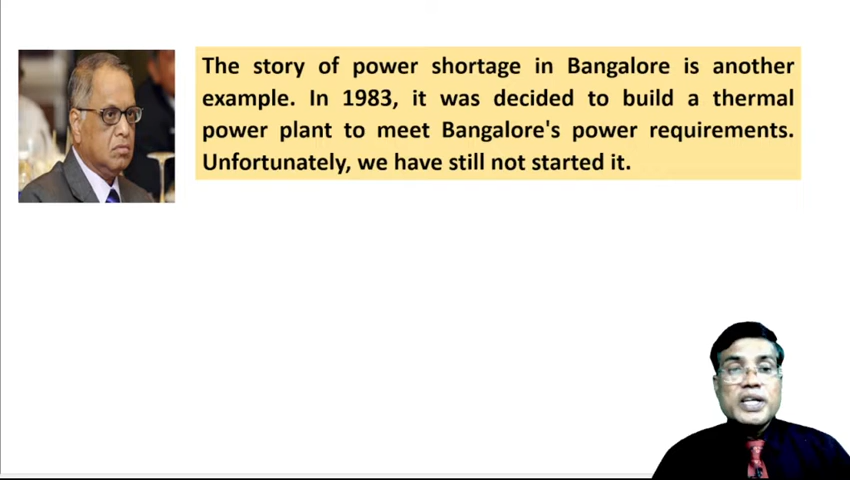 The story of power shortage in Bangalore is another
example. In 1983, it was decided to build a thermal
power plant to meet Bangalore's power requirements.
Unfortunately, we have still not started it.